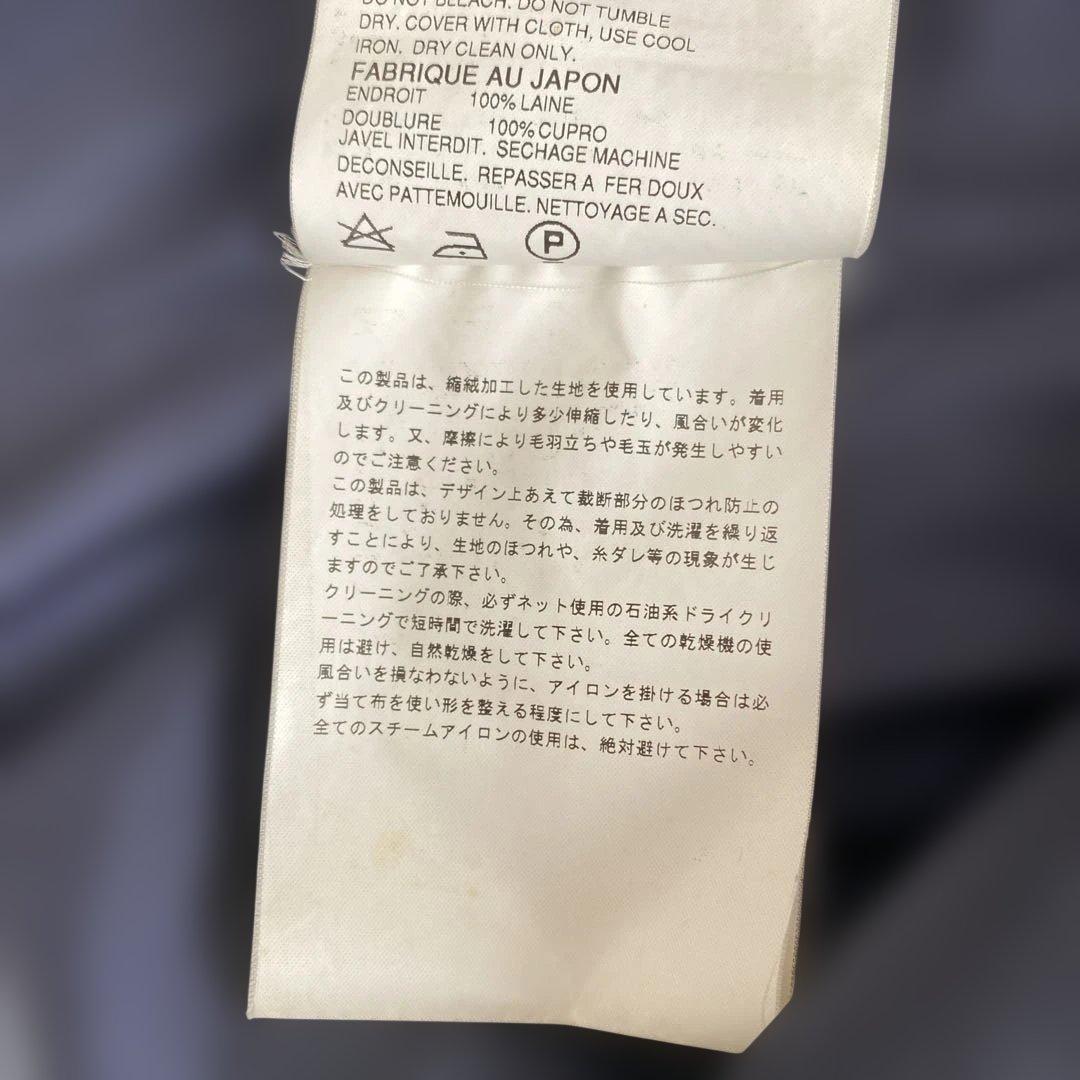 DO NOT BLEACH. DO NOT TUMBLE
DRY. COVER WITH CLOTH, USE COOL
IRON. DRY CLEAN ONLY.
FABRIQUE AU JAPON
ENDROIT 100% LAINE
DOUBLURE 100% CUPRO
JAVEL INTERDIT. SECHAGE MACHINE
DECONSEILLE. REPASSER A FER DOUX
AVEC PATTEMOUILLE. NETTOYAGE A SEC.
P
この製品は、縮絨加工した生地を使用しています。着用
及びクリーニングにより多少伸縮したり、風合いが変化
します。又、摩擦により毛羽立ちや毛玉が発生しやすい
のでご注意ください。
この製品は、デザイン上あえて裁断部分のほつれ防止の
処理をしておりません。その為、着用及び洗濯を繰り返
すことにより、生地のほつれや、糸ダレ等の現象が生じ
ますのでご了承下さい。
クリーニングの際、必ずネット使用の石油系ドライクリ
ーニングで短時間で洗濯して下さい。全ての乾燥機の使
用は避け、自然乾燥をして下さい。
風合いを損なわないように、アイロンを掛ける場合は必
ず当て布を使い形を整える程度にして下さい。
全てのスチームアイロンの使用は、絶対避けて下さい。